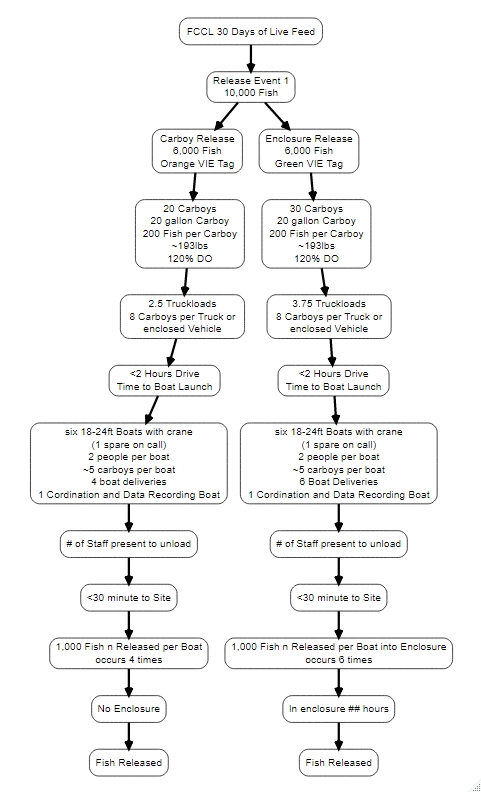 FCCL 30 Days of Live Feed
Release Event 1
10,000 Fish
Carboy Release
6,000 Fish
Orange VIE Tag
Enclosure Release
6,000 Fish
Green VIE Tag
20 Carboys
20 gallon Carboy
200 Fish per Carboy
~193lbs
120% DO
30 Carboys
20 gallon Carboy
200 Fish per Carboy
~193lbs
120% DO
2.5 Truckloads
8 Carboys per Truck or
enclosed Vehicle
3.75 Truckloads
8 Carboys per Truck or
enclosed Vehicle
<2 Hours Drive
Time to Boat Launch
<2 Hours Drive
Time to Boat Launch
six 18-24ft Boats with crane
(1 spare on call)
2 people per boat
~5 carboys per boat
4 boat deliveries
1 Cordination and Data Recording Boat
six 18-24ft Boats with crane
(1 spare on call)
2 people per boat
~5 carboys per boat
6 Boat Deliveries
1 Cordination and Data Recording Boat
# of Staff present to unload
# of Staff present to unload
<30 minute to Site
<30 minute to Site
1,000 Fish n Released per Boat
occurs 4 times
1,000 Fish n Released per Boat into Enclosure
occurs 6 times
No Enclosure
In enclosure ## hours
Fish Released
Fish Released